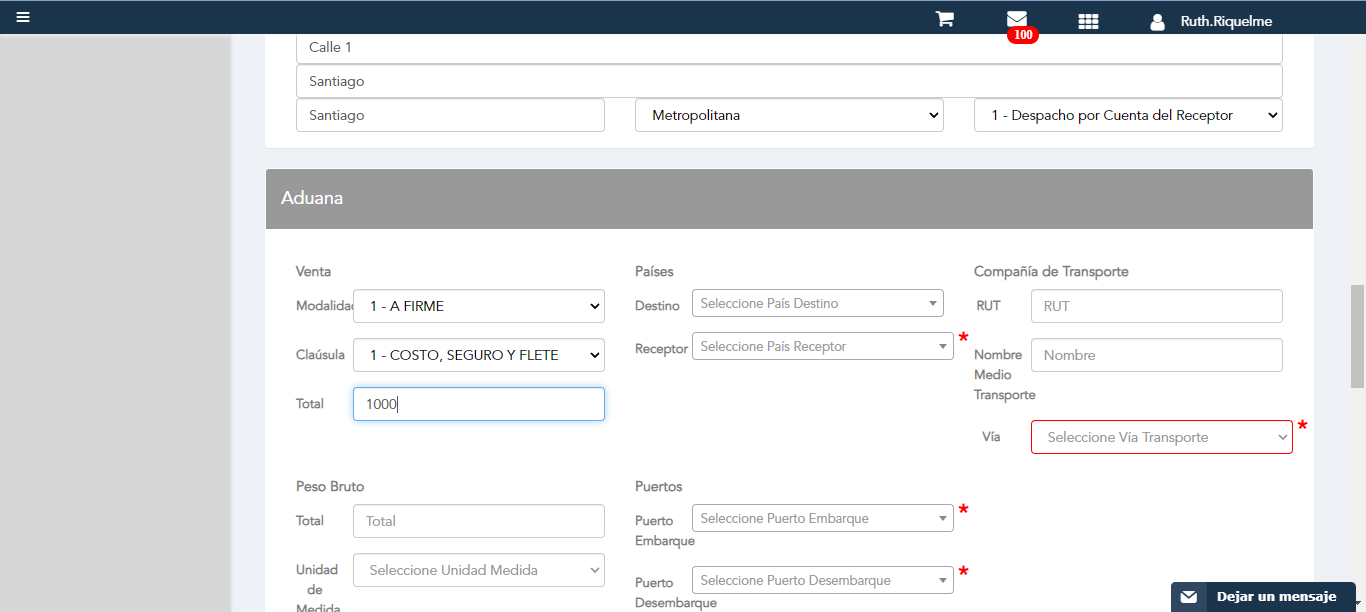 Ruth.Riquelme
100
Calle 1
Santiago
Santiago
Metropolitana
1 - Despacho por Cuenta del Receptor
Aduana
Venta
Modalidad
1 - A FIRME
Claúsula
1 - COSTO, SEGURO Y FLETE
Total
1000
Países
Destino
Seleccione País Destino
Receptor
Seleccione País Receptor
*
Compañía de Transporte
RUT
RUT
Nombre
Medio
Transporte
Nombre
Vía
Seleccione Vía Transporte
*
Peso Bruto
Total
Total
Unidad
de
Medida
Seleccione Unidad Medida
Puertos
Puerto
Embarque
Seleccione Puerto Embarque
*
Puerto
Desembarque
Seleccione Puerto Desembarque
*
Dejar un mensaje